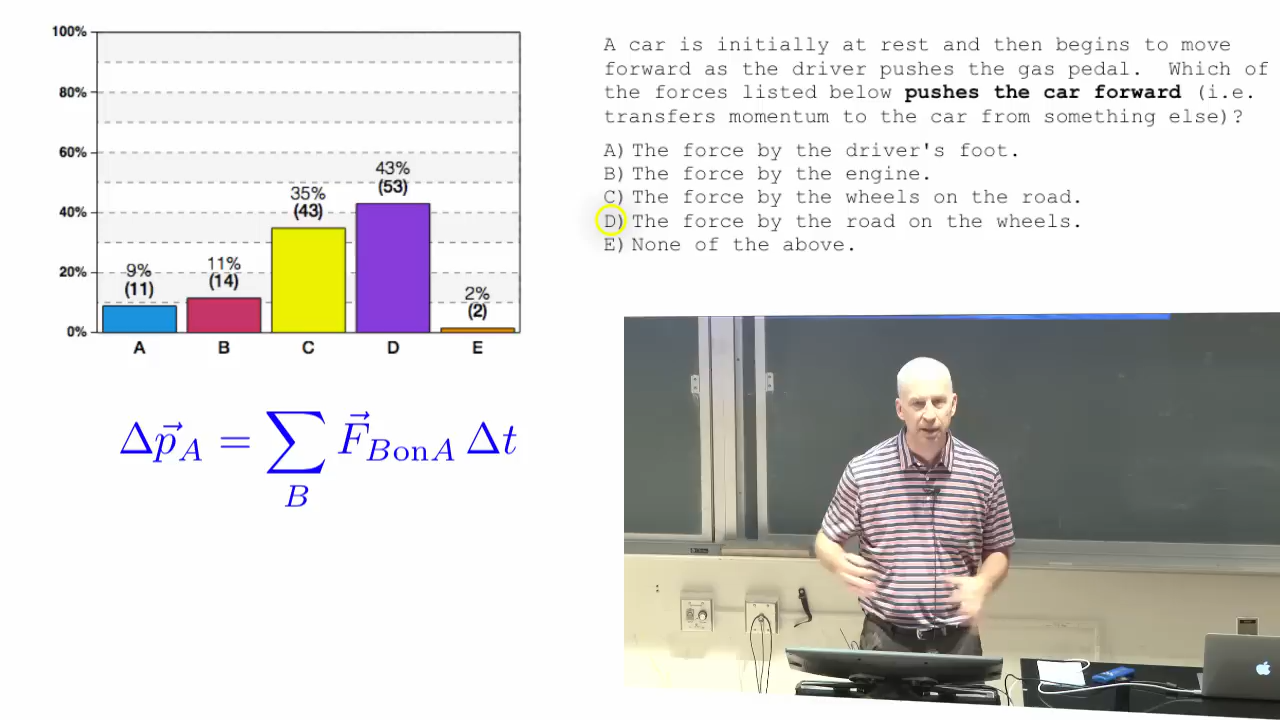 100%
80%
60%
40%
20%
0%
9%
(11)
11%
(14)
35%
(43)
43%
(53)
2%
(2)
A B C D E
A car is initially at rest and then begins to move
forward as the driver pushes the gas pedal. Which of
the forces listed below pushes the car forward (i.e.
transfers momentum to the car from something else)?
A) The force by the driver's foot.
B) The force by the engine.
C) The force by the wheels on the road.
D) The force by the road on the wheels.
E) None of the above.
Δp⃗_A = ∑_B F⃗_{BonA} Δt